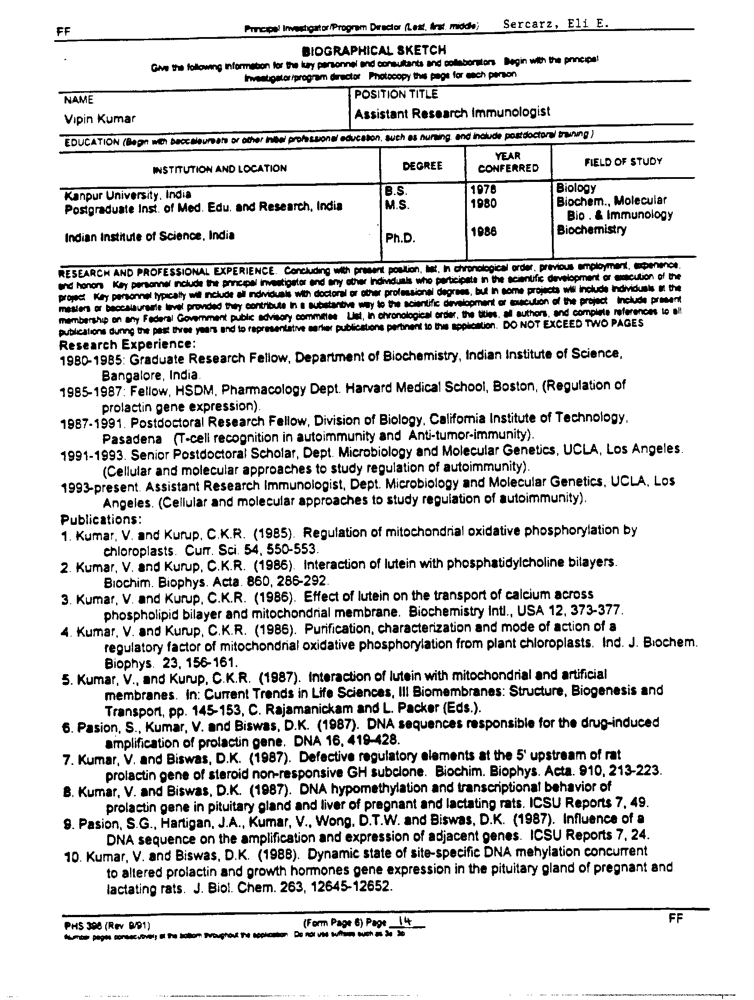 FF
Principal Investigator/Program Director (Last, first, middle) Sercarz, Eli E.
BIOGRAPHICAL SKETCH
Give the following information for the key personnel and consultants and collaborators. Begin with the principal
investigator/program director. Photocopy this page for each person.
NAME
POSITION TITLE
Vipin Kumar
Assistant Research Immunologist
EDUCATION (Begin with baccalaureate or other initial professional education, such as nursing, and include postdoctoral training.)
INSTITUTION AND LOCATION
DEGREE
YEAR
CONFERRED
FIELD OF STUDY
Kanpur University, India B.S. 1978 Biology
Postgraduate Inst. of Med. Edu. and Research, India M.S. 1980 Biochem., Molecular
Bio. & Immunology
Indian Institute of Science, India Ph.D. 1986 Biochemistry
RESEARCH AND PROFESSIONAL EXPERIENCE. Concluding with present position, list, in chronological order, previous employment, experience,
and honors. Key personnel include the principal investigator and any other individuals who participate in the scientific development or execution of the
project. Key personnel typically will include all individuals with doctoral or other professional degrees, but in some projects will include individuals at the
masters or baccalaureate level provided they contribute in a substantive way to the scientific development or execution of the project. Include present
membership on any Federal Government public advisory committee. List, in chronological order, the titles, all authors, and complete references to all
publications during the past three years and to representative earlier publications pertinent to this application. DO NOT EXCEED TWO PAGES
Research Experience:
1980-1985: Graduate Research Fellow, Department of Biochemistry, Indian Institute of Science,
Bangalore, India.
1985-1987: Fellow, HSDM, Pharmacology Dept. Harvard Medical School, Boston, (Regulation of
prolactin gene expression).
1987-1991. Postdoctoral Research Fellow, Division of Biology, California Institute of Technology,
Pasadena (T-cell recognition in autoimmunity and Anti-tumor-immunity).
1991-1993. Senior Postdoctoral Scholar, Dept. Microbiology and Molecular Genetics, UCLA, Los Angeles.
(Cellular and molecular approaches to study regulation of autoimmunity).
1993-present. Assistant Research Immunologist, Dept. Microbiology and Molecular Genetics, UCLA, Los
Angeles. (Cellular and molecular approaches to study regulation of autoimmunity).
Publications:
1. Kumar, V. and Kurup, C.K.R. (1985). Regulation of mitochondrial oxidative phosphorylation by
chloroplasts. Curr. Sci. 54, 550-553.
2. Kumar, V. and Kurup, C.K.R. (1986). Interaction of lutein with phosphatidylcholine bilayers.
Biochim. Biophys. Acta. 860, 286-292.
3. Kumar, V. and Kurup, C.K.R. (1986). Effect of lutein on the transport of calcium across
phospholipid bilayer and mitochondrial membrane. Biochemistry Intl., USA 12, 373-377.
4. Kumar, V. and Kurup, C.K.R. (1986). Purification, characterization and mode of action of a
regulatory factor of mitochondrial oxidative phosphorylation from plant chloroplasts. Ind. J. Biochem.
Biophys. 23, 156-161.
5. Kumar, V., and Kurup, C.K.R. (1987). Interaction of lutein with mitochondrial and artificial
membranes. In: Current Trends in Life Sciences, III Biomembranes: Structure, Biogenesis and
Transport, pp. 145-153, C. Rajamanickam and L. Packer (Eds.).
6. Pasion, S., Kumar, V. and Biswas, D.K. (1987). DNA sequences responsible for the drug-induced
amplification of prolactin gene. DNA 16, 419-428.
7. Kumar, V. and Biswas, D.K. (1987). Defective regulatory elements at the 5' upstream of rat
prolactin gene of steroid non-responsive GH subclone. Biochim. Biophys. Acta. 910, 213-223.
8. Kumar, V. and Biswas, D.K. (1987). DNA hypomethylation and transcriptional behavior of
prolactin gene in pituitary gland and liver of pregnant and lactating rats. ICSU Reports 7, 49.
9. Pasion, S.G., Hartigan, J.A., Kumar, V., Wong, D.T.W. and Biswas, D.K. (1987). Influence of a
DNA sequence on the amplification and expression of adjacent genes. ICSU Reports 7, 24.
10. Kumar, V. and Biswas, D.K. (1988). Dynamic state of site-specific DNA mehylation concurrent
to altered prolactin and growth hormones gene expression in the pituitary gland of pregnant and
lactating rats. J. Biol. Chem. 263, 12645-12652.
PHS 398 (Rev. 9/91) (Form Page 6) Page 14 FF
Number pages consecutively at the bottom throughout the application. Do not use suffixes such as 3a, 3b.